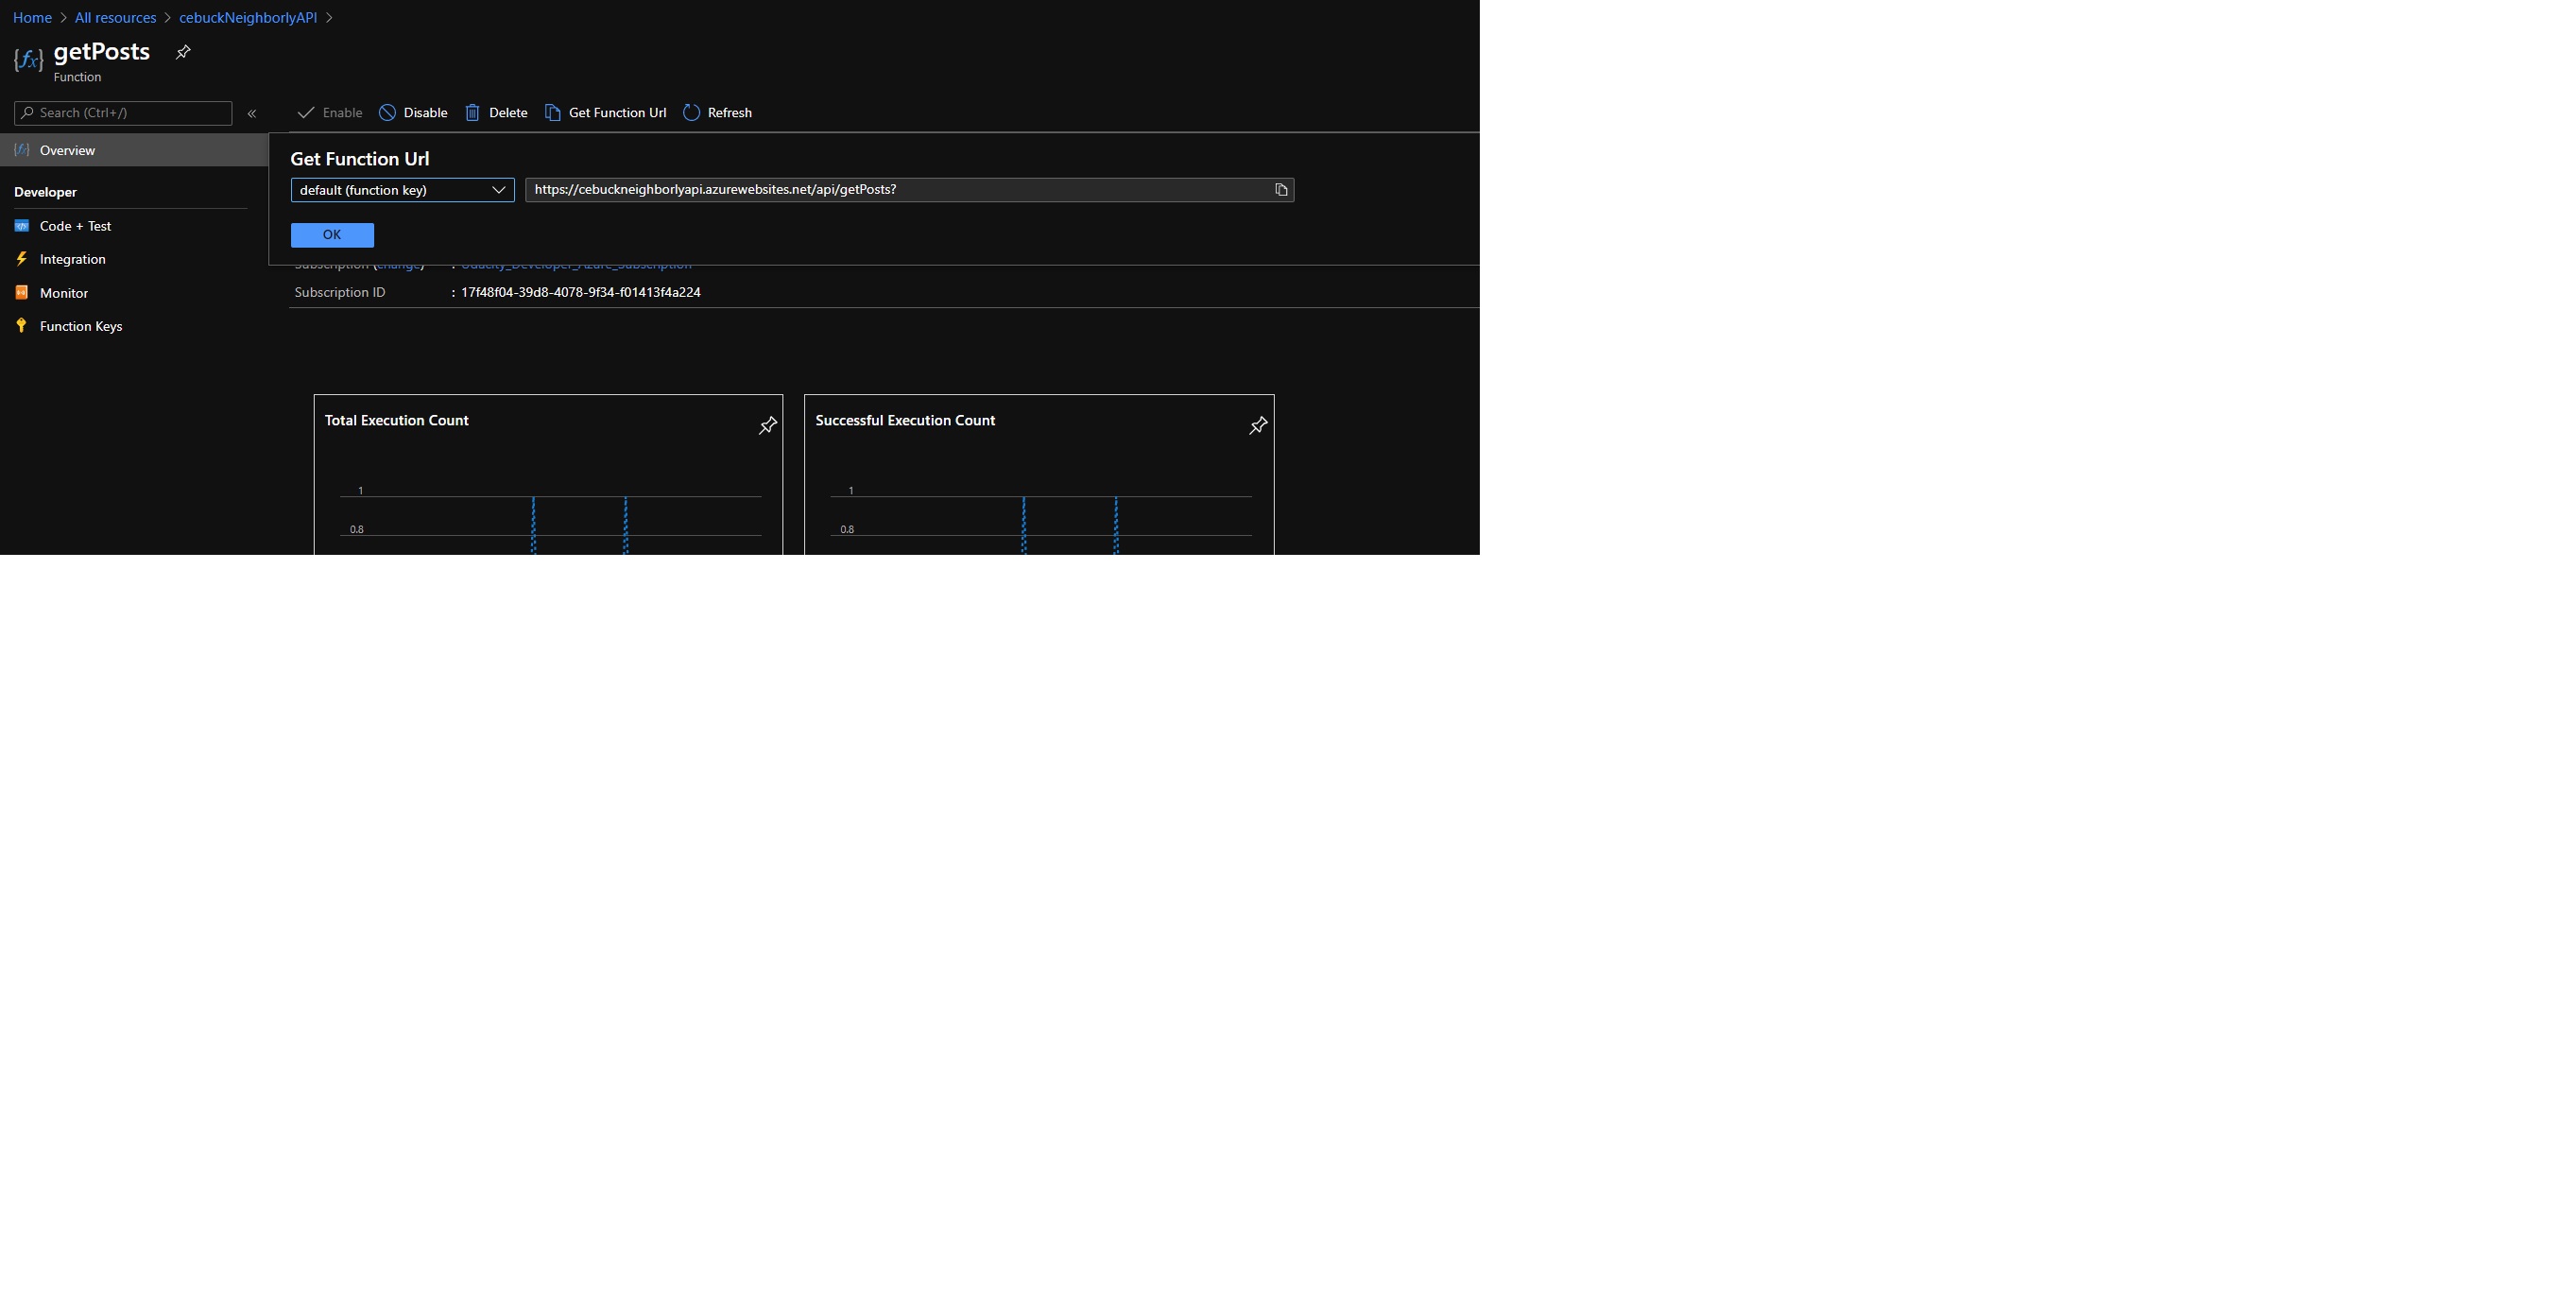 Home > All resources > cebuckNeighborlyAPI >
getPosts
Function
Search (Ctrl+/)
«
Enable Disable Delete Get Function Url Refresh
Overview
Developer
Code + Test
Integration
Monitor
Function Keys
Get Function Url
default (function key) https://cebuckneighborlyapi.azurewebsites.net/api/getPosts?
OK
Subscription (change) : Udacity_Developer_Azure_Subscription
Subscription ID : 17f48f04-39d8-4078-9f34-f01413f4a224
Total Execution Count
1
0.8
Successful Execution Count
1
0.8